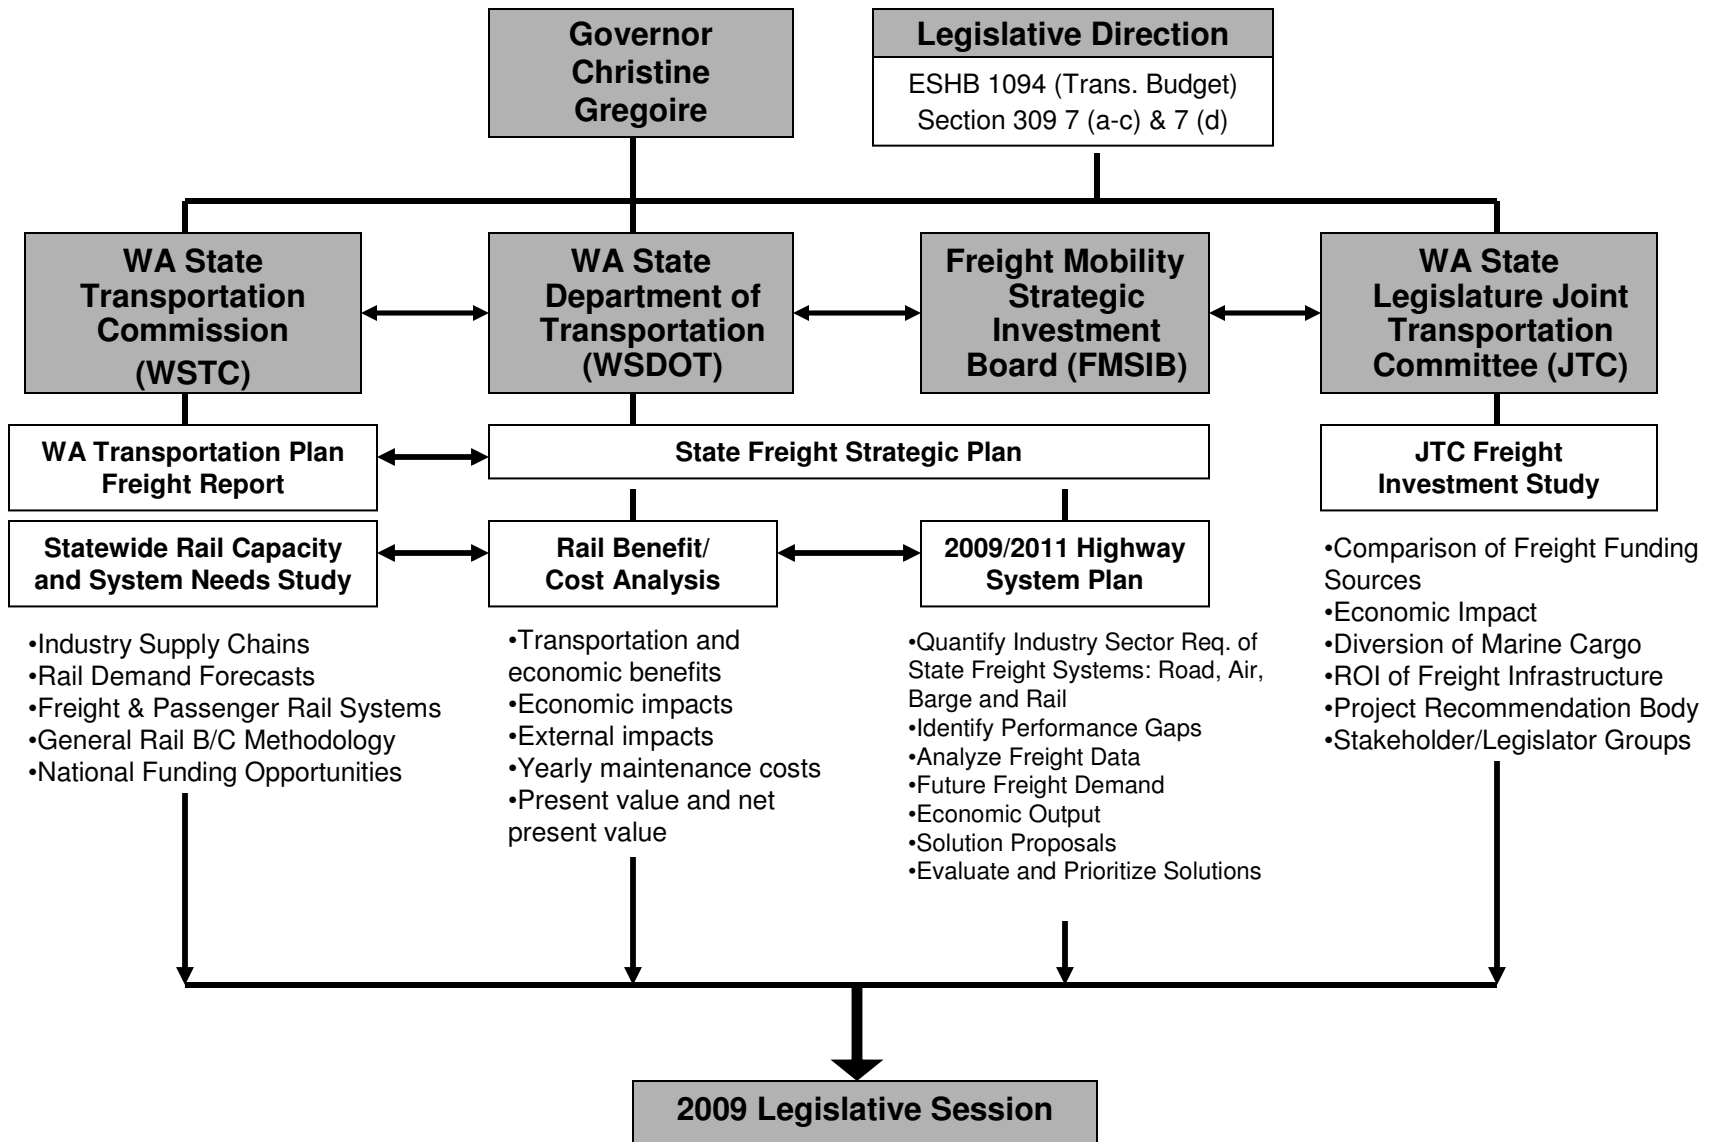 Governor
Christine
Gregoire
Legislative Direction
ESHB 1094 (Trans. Budget)
Section 309 7 (a-c) & 7 (d)
WA State
Transportation
Commission
(WSTC)
WA State
Department of
Transportation
(WSDOT)
Freight Mobility
Strategic
Investment
Board (FMSIB)
WA State
Legislature Joint
Transportation
Committee (JTC)
WA Transportation Plan
Freight Report
State Freight Strategic Plan
JTC Freight
Investment Study
Statewide Rail Capacity
and System Needs Study
Rail Benefit/
Cost Analysis
2009/2011 Highway
System Plan
•Industry Supply Chains
•Rail Demand Forecasts
•Freight & Passenger Rail Systems
•General Rail B/C Methodology
•National Funding Opportunities
•Transportation and
economic benefits
•Economic impacts
•External impacts
•Yearly maintenance costs
•Present value and net
present value
•Quantify Industry Sector Req. of
State Freight Systems: Road, Air,
Barge and Rail
•Identify Performance Gaps
•Analyze Freight Data
•Future Freight Demand
•Economic Output
•Solution Proposals
•Evaluate and Prioritize Solutions
•Comparison of Freight Funding
Sources
•Economic Impact
•Diversion of Marine Cargo
•ROI of Freight Infrastructure
•Project Recommendation Body
•Stakeholder/Legislator Groups
2009 Legislative Session